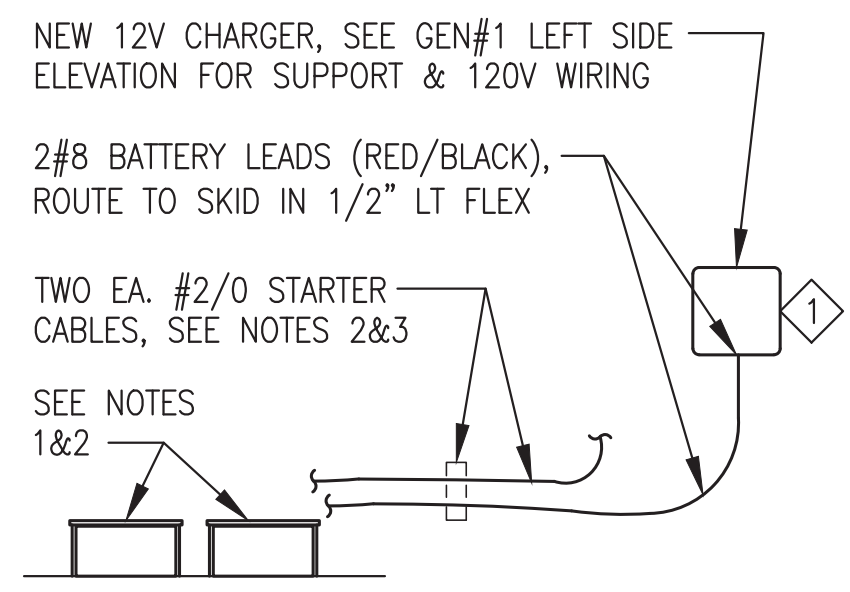 NEW 12V CHARGER, SEE GEN#1 LEFT SIDE
ELEVATION FOR SUPPORT & 120V WIRING
2#8 BATTERY LEADS (RED/BLACK),
ROUTE TO SKID IN 1/2” LT FLEX
TWO EA. #2/0 STARTER
CABLES, SEE NOTES 2&3
1
SEE NOTES
1&2